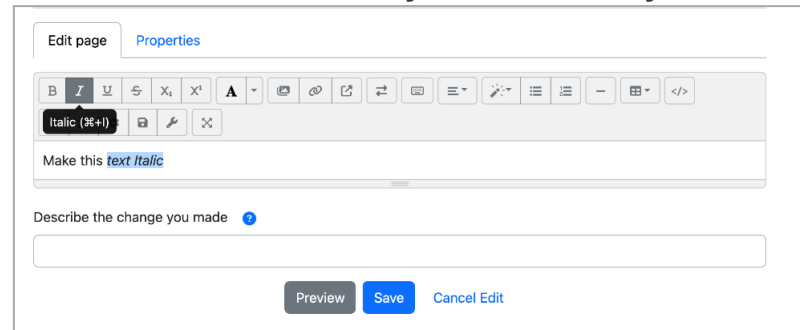 Edit page Properties
B I U S X₁ X¹ A </>
Italic (⌘+I)
Make this text Italic
Describe the change you made ?
Preview Save Cancel Edit